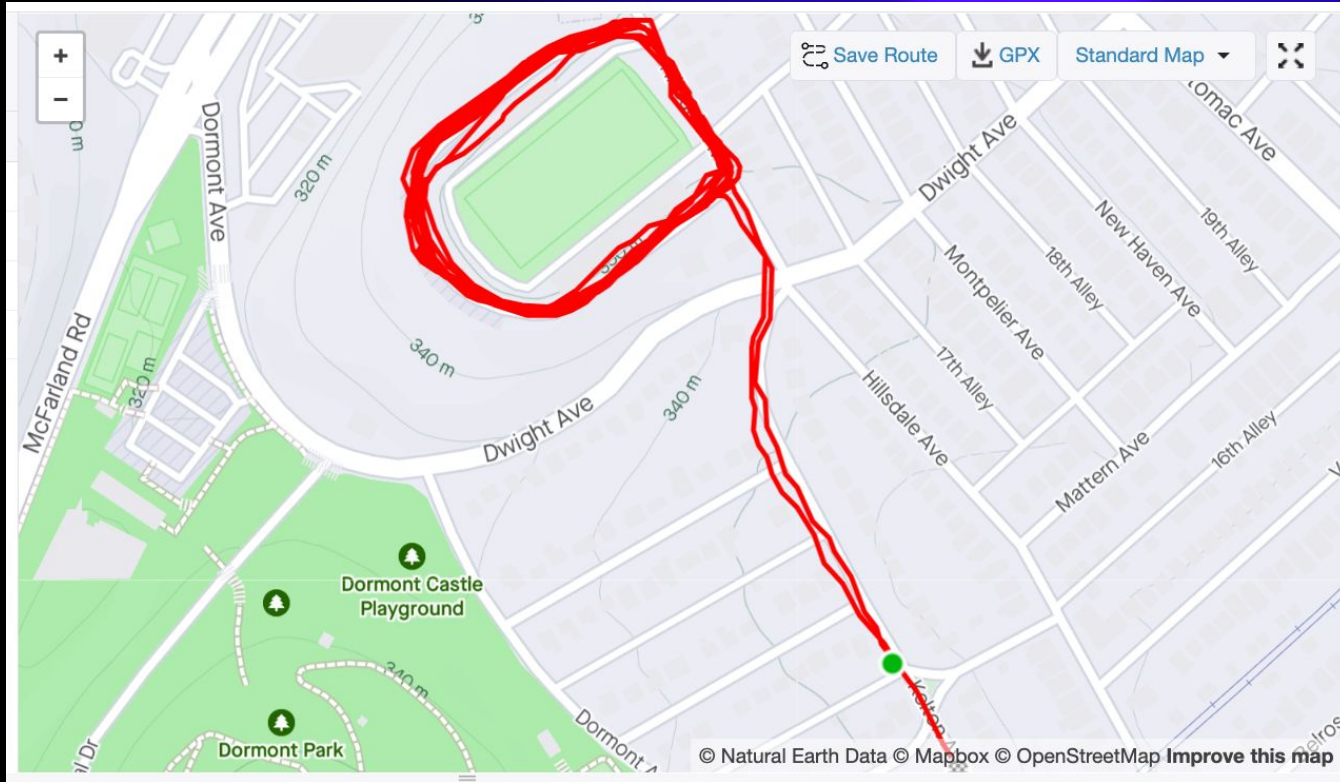 +
−
Save Route
GPX
Standard Map
Dormont Ave
320 m
McFarland Rd
320 m
340 m
Dwight Ave
340 m
Dwight Ave
19th Alley
New Haven Ave
18th Alley
Montpelier Ave
17th Alley
Hillsdale Ave
16th Alley
Mattern Ave
Dormont Castle
Playground
340 m
Dormont Park
© Natural Earth Data © Mapbox © OpenStreetMap Improve this map